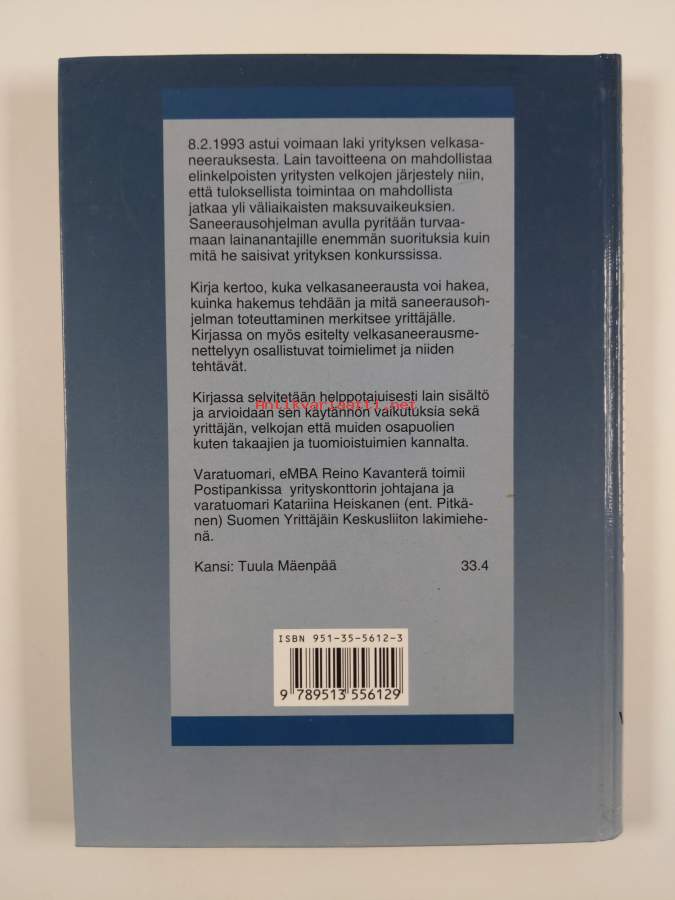 8.2.1993 astui voimaan laki yrityksen velkasa-
neerauksesta. Lain tavoitteena on mahdollistaa
elinkelpoisten yritysten velkojen järjestely niin,
että tuloksellista toimintaa on mahdollista
jatkaa yli väliaikaisten maksuvaikeuksien.
Saneerausohjelman avulla pyritään turvaa-
maan lainanantajille enemmän suorituksia kuin
mitä he saisivat yrityksen konkurssissa.
Kirja kertoo, kuka velkasaneerausta voi hakea,
kuinka hakemus tehdään ja mitä saneerausoh-
jelman toteuttaminen merkitsee yrittäjälle.
Kirjassa on myös esitelty velkasaneerausme-
nettelyyn osallistuvat toimielimet ja niiden
tehtävät.
Kirjassa selvitetään helppotajuisesti lain sisältö
Antikvariaatti.net
ja arvioidaan sen käytännön vaikutuksia sekä
yrittäjän, velkojan että muiden osapuolien
kuten takaajien ja tuomioistuimien kannalta.
Varatuomari, eMBA Reino Kavanterä toimii
Postipankissa yrityskonttorin johtajana ja
varatuomari Katariina Heiskanen (ent. Pitkä-
nen) Suomen Yrittäjäin Keskusliiton lakimiehe-
nä.
Kansi: Tuula Mäenpää 33.4
ISBN 951-35-5612-3
9 789513 556129